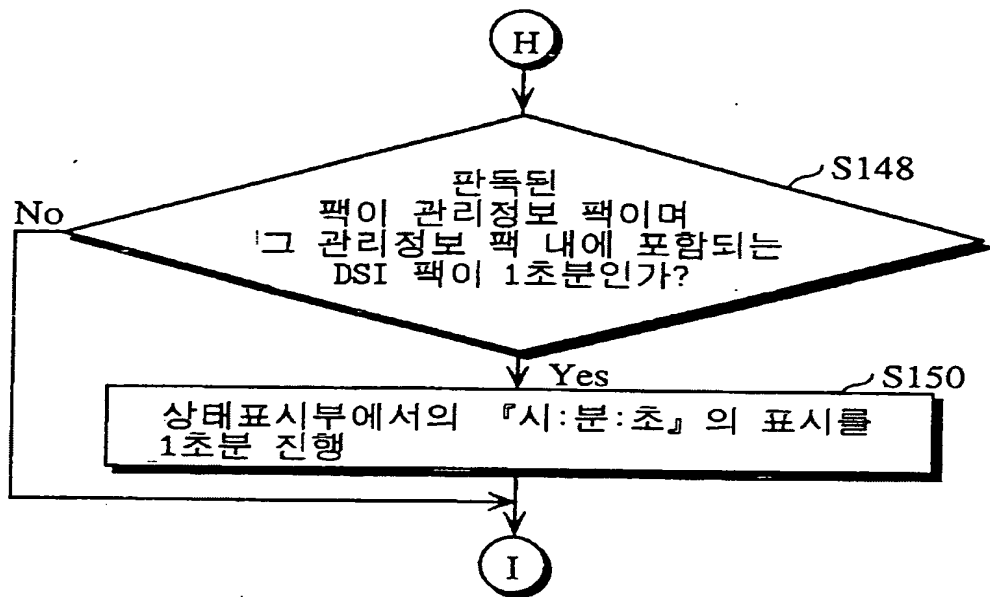 H
S148
판독된
팩이 관리정보 팩이며
그 관리정보 팩 내에 포함되는
DSI 팩이 1초분인가?
No
Yes
S150
상태표시부에서의 『시:분:초』의 표시를
1초분 진행
I